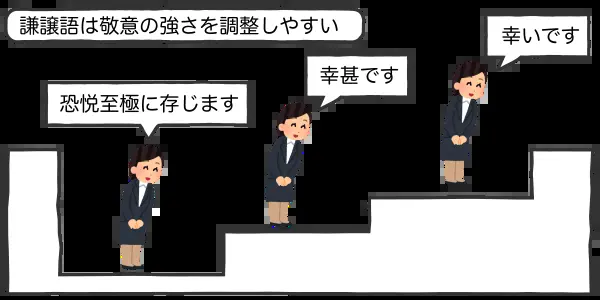 謙譲語は敬意の強さを調整しやすい
幸いです
幸甚です
恐悦至極に存じます